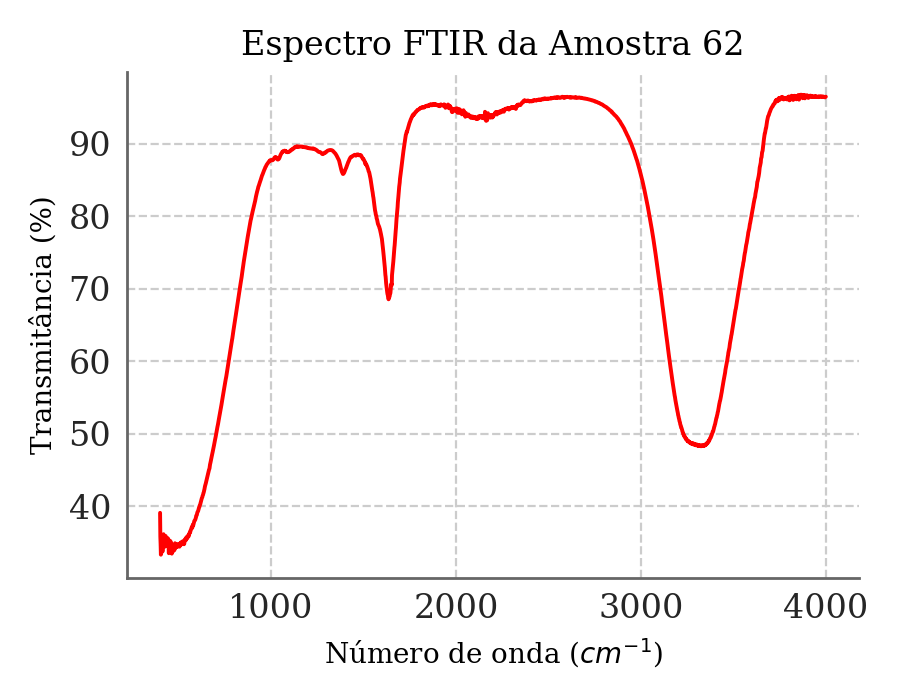 Espectro FTIR da Amostra 62
Transmitância (%)
90
80
70
60
50
40
1000 2000 3000 4000
Número de onda (cm⁻¹)